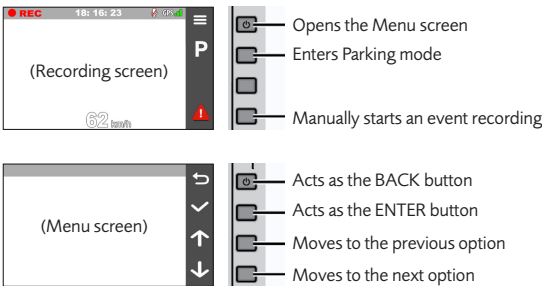 REC 18: 16: 23 GPS
P
(Recording screen)
62 km/h
Opens the Menu screen
Enters Parking mode
Manually starts an event recording
(Menu screen)
Acts as the BACK button
Acts as the ENTER button
Moves to the previous option
Moves to the next option